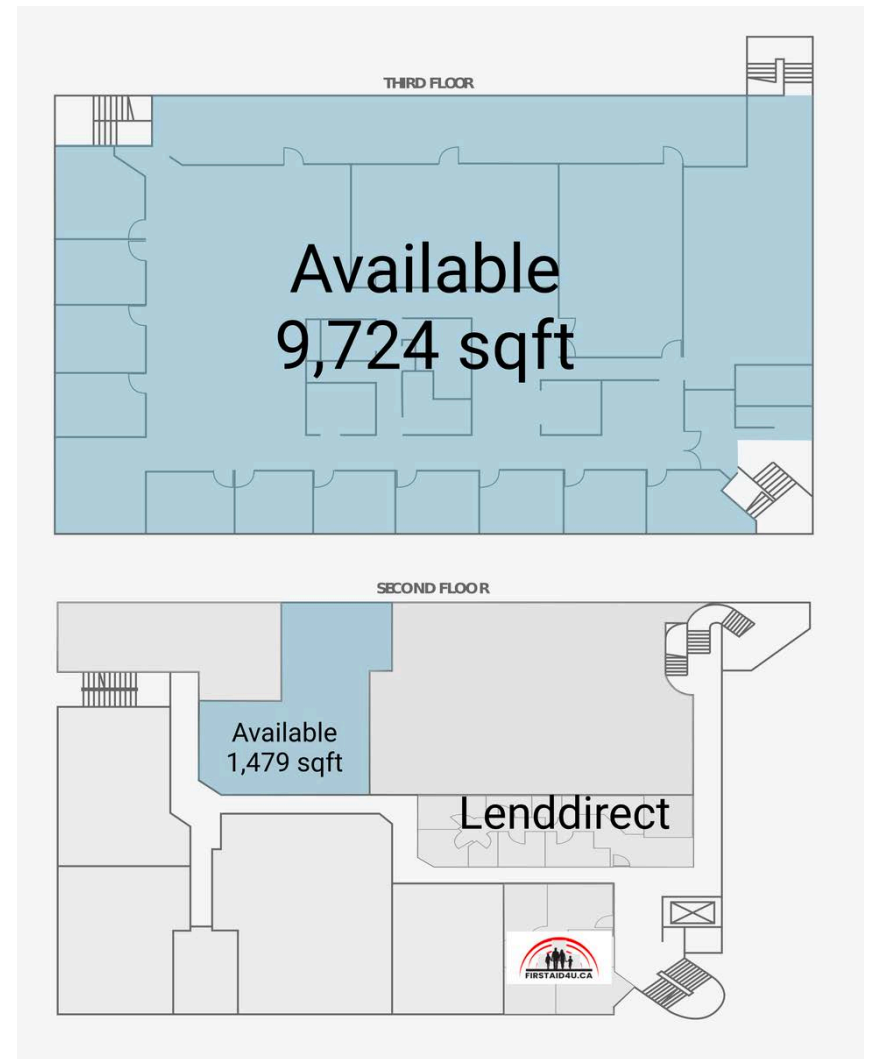 THIRD FLOOR
Available
9,724 sqft
SECOND FLOOR
Available
1,479 sqft
Lenddirect
FIRSTAID4U.CA